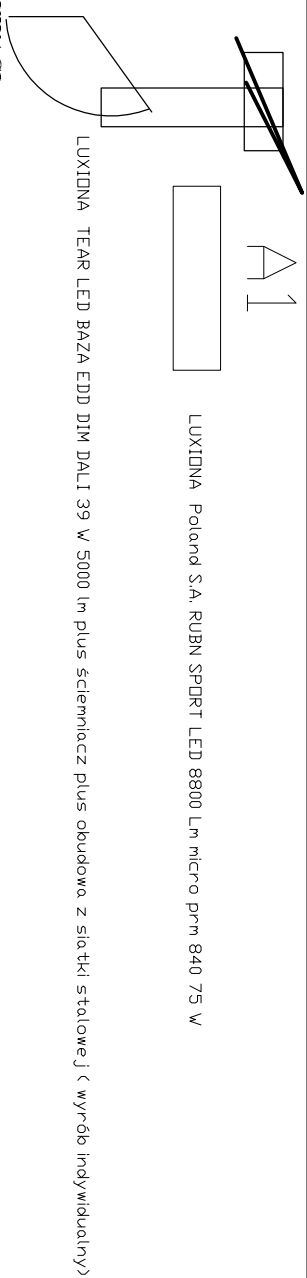 A1
LUXIONA Poland S.A. RUBN SPORT LED 8800 Lm micro prm 840 75 W
LUXIONA TEAR LED BAZA EDD DIM DALI 39 W 5000 lm plus ściemniacz plus obudowa z siatki stalowej ( wyrób indywidualny)